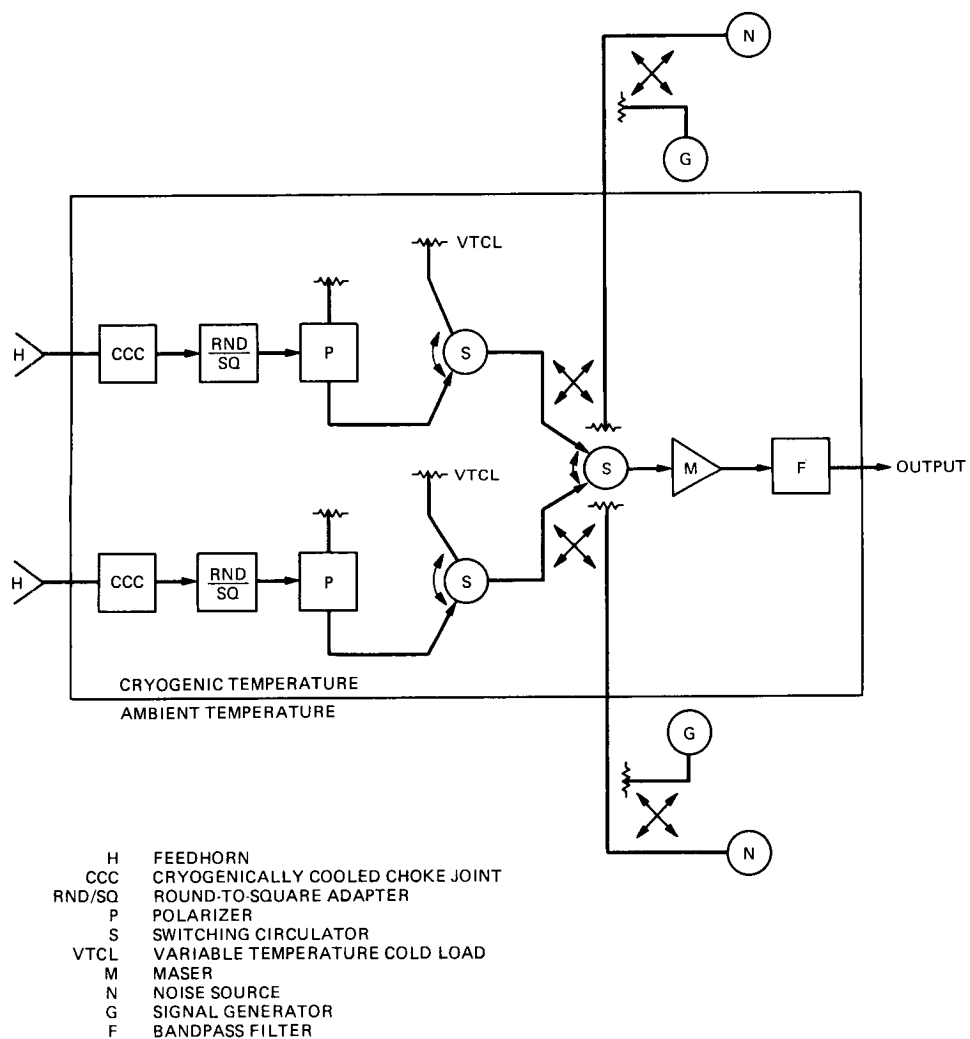 N
G
VTCL
H
CCC
RND
SQ
P
S
S
M
F
OUTPUT
VTCL
H
CCC
RND
SQ
P
S
CRYOGENIC TEMPERATURE
AMBIENT TEMPERATURE
G
N
H FEEDHORN
CCC CRYOGENICALLY COOLED CHOKE JOINT
RND/SQ ROUND-TO-SQUARE ADAPTER
P POLARIZER
S SWITCHING CIRCULATOR
VTCL VARIABLE TEMPERATURE COLD LOAD
M MASER
N NOISE SOURCE
G SIGNAL GENERATOR
F BANDPASS FILTER